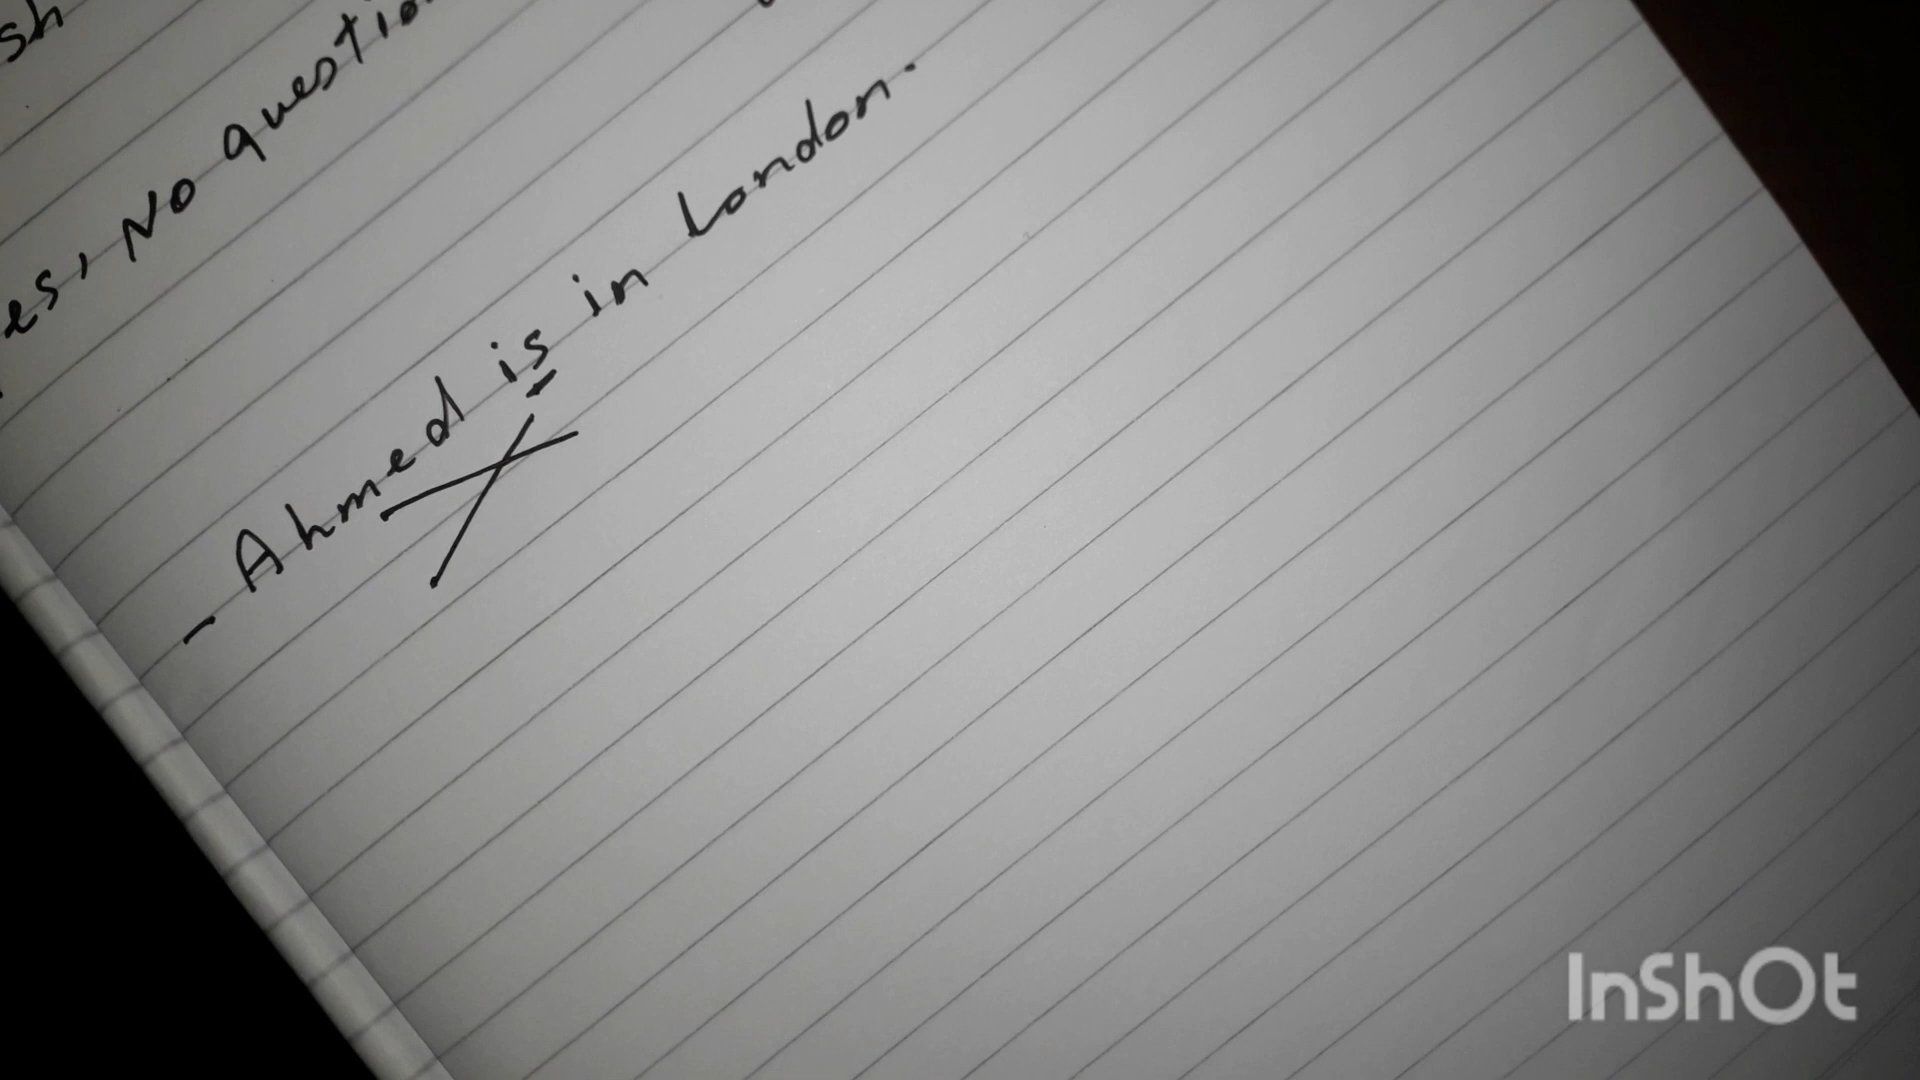 sh
es, No questio
- Ahmed is in London.
InShOt